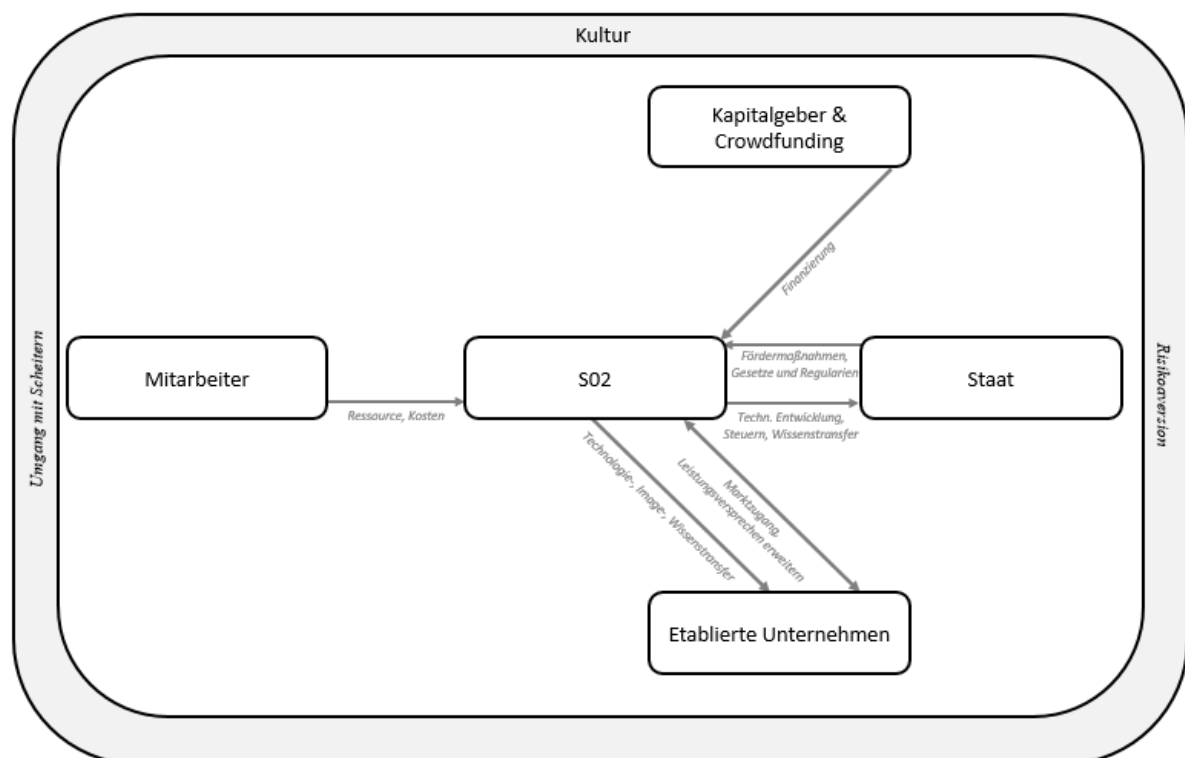 Kultur
Kapitalgeber &
Crowdfunding
Finanzierung
Umgang mit Scheitern
Mitarbeiter
Ressource, Kosten
S02
Fördermaßnahmen,
Gesetze und Regularien
Techn. Entwicklung,
Steuern, Wissenstransfer
Staat
Risikoaversion
Technologie-, Image-, Wissenstransfer
Marktzugang,
Leistungsversprechen erweitern
Etablierte Unternehmen